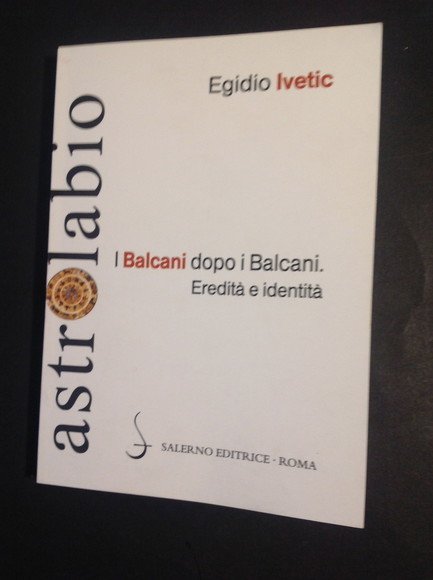 Egidio Ivetic
astrolabio
I Balcani dopo i Balcani.
Eredità e identità
SALERNO EDITRICE · ROMA